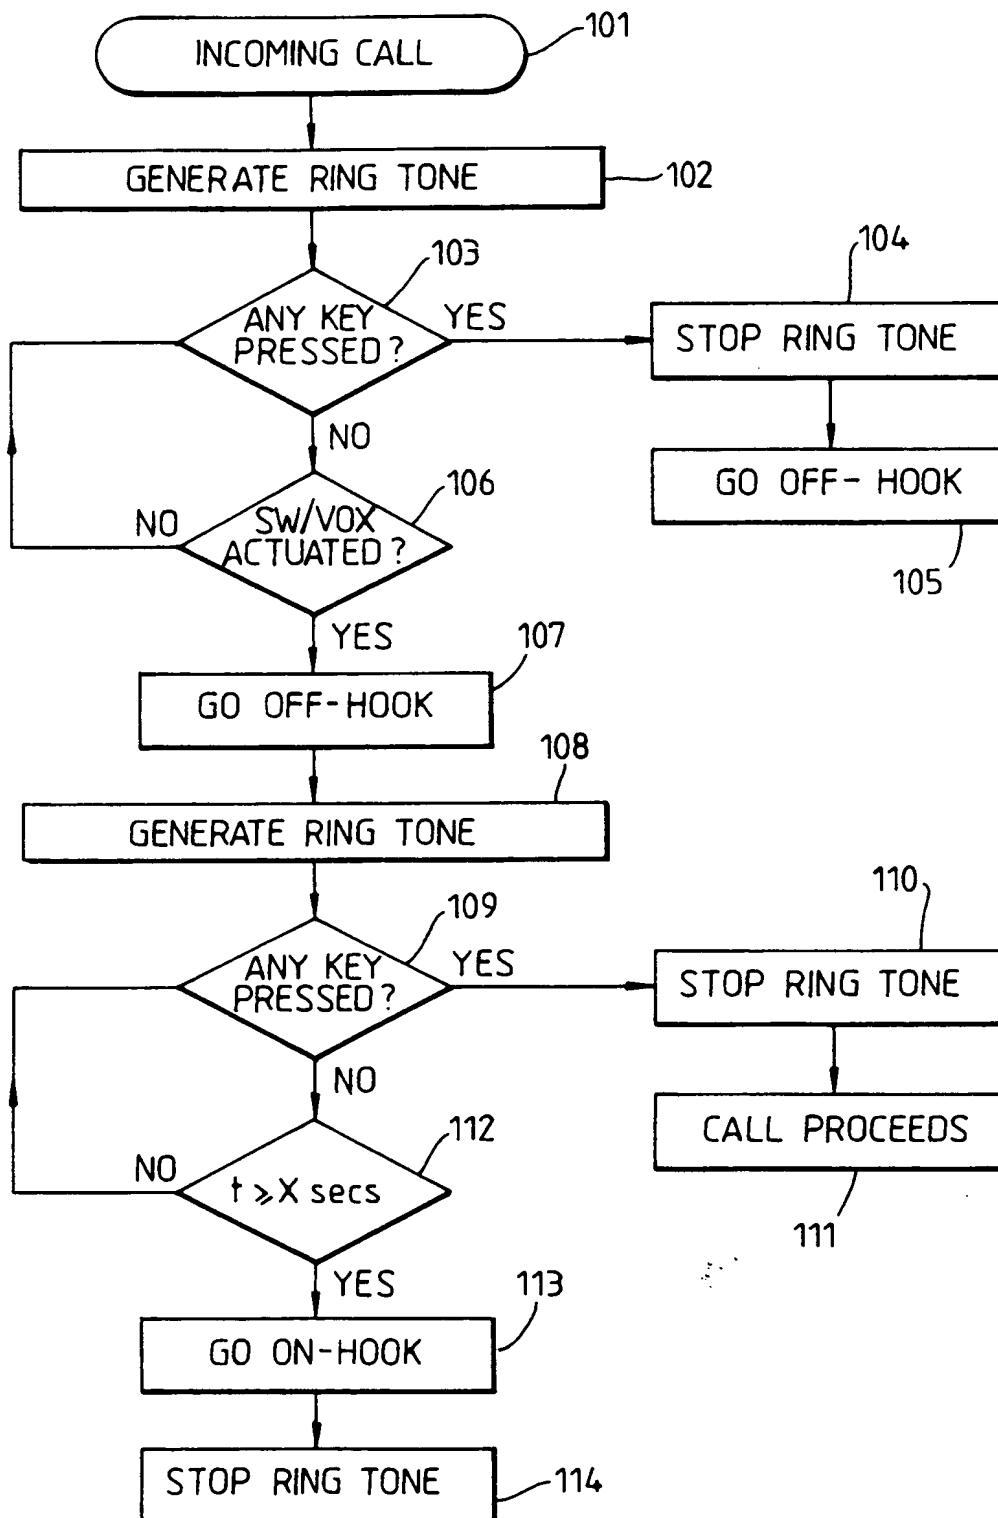 INCOMING CALL
101
GENERATE RING TONE
102
103
ANY KEY
PRESSED?
YES
104
STOP RING TONE
NO
GO OFF-HOOK
105
106
SW/VOX
ACTUATED?
NO
YES
107
GO OFF-HOOK
108
GENERATE RING TONE
109
ANY KEY
PRESSED?
YES
110
STOP RING TONE
NO
CALL PROCEEDS
111
112
t ⩾ X secs
NO
YES
113
GO ON-HOOK
STOP RING TONE
114